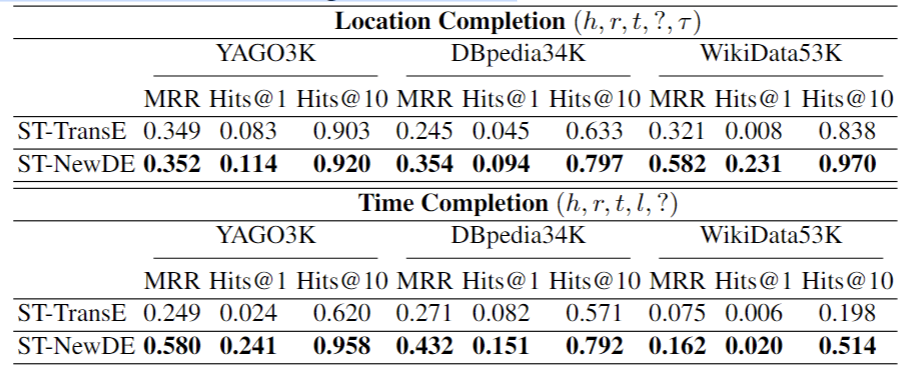 Location Completion (h, r, t, ?, τ)
YAGO3K DBpedia34K WikiData53K
MRR Hits@1 Hits@10 MRR Hits@1 Hits@10 MRR Hits@1 Hits@10
ST-TransE 0.349 0.083 0.903 0.245 0.045 0.633 0.321 0.008 0.838
ST-NewDE 0.352 0.114 0.920 0.354 0.094 0.797 0.582 0.231 0.970
Time Completion (h, r, t, l, ?)
YAGO3K DBpedia34K WikiData53K
MRR Hits@1 Hits@10 MRR Hits@1 Hits@10 MRR Hits@1 Hits@10
ST-TransE 0.249 0.024 0.620 0.271 0.082 0.571 0.075 0.006 0.198
ST-NewDE 0.580 0.241 0.958 0.432 0.151 0.792 0.162 0.020 0.514